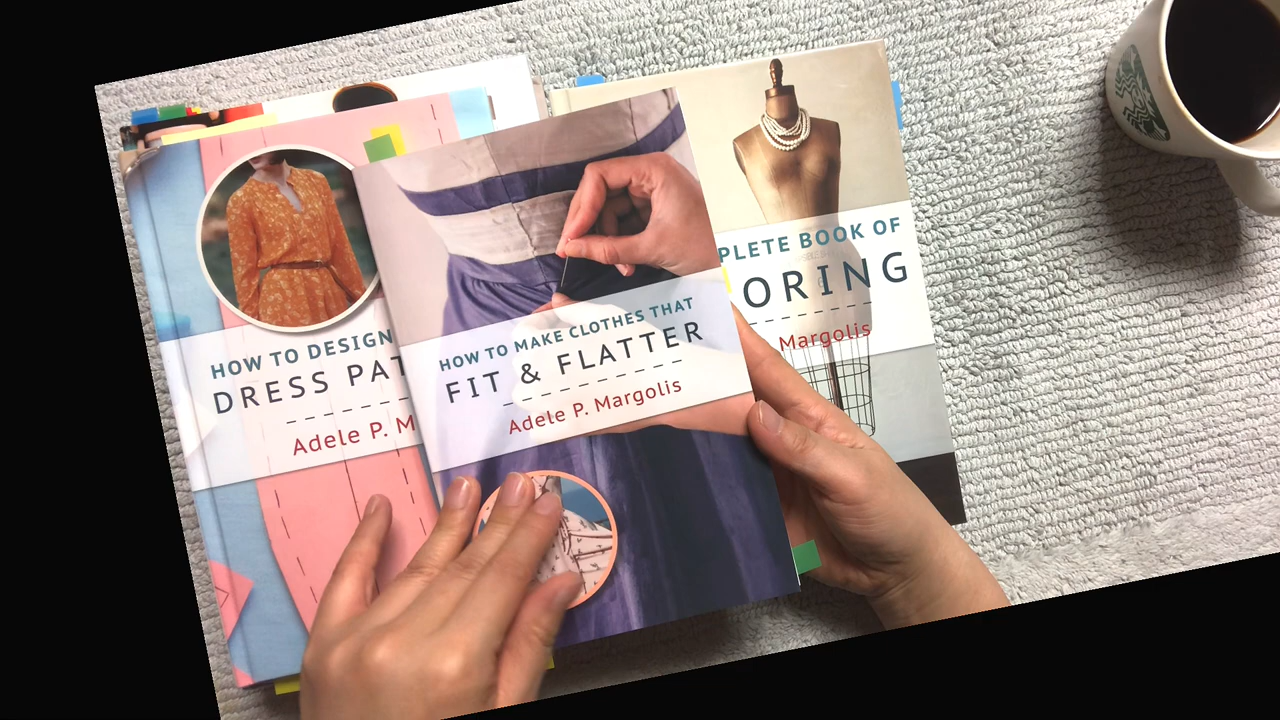 HOW TO DESIGN
DRESS PAT
Adele P. M
HOW TO MAKE CLOTHES THAT
FIT & FLATTER
Adele P. Margolis
PLETE BOOK OF
ORING
Margolis